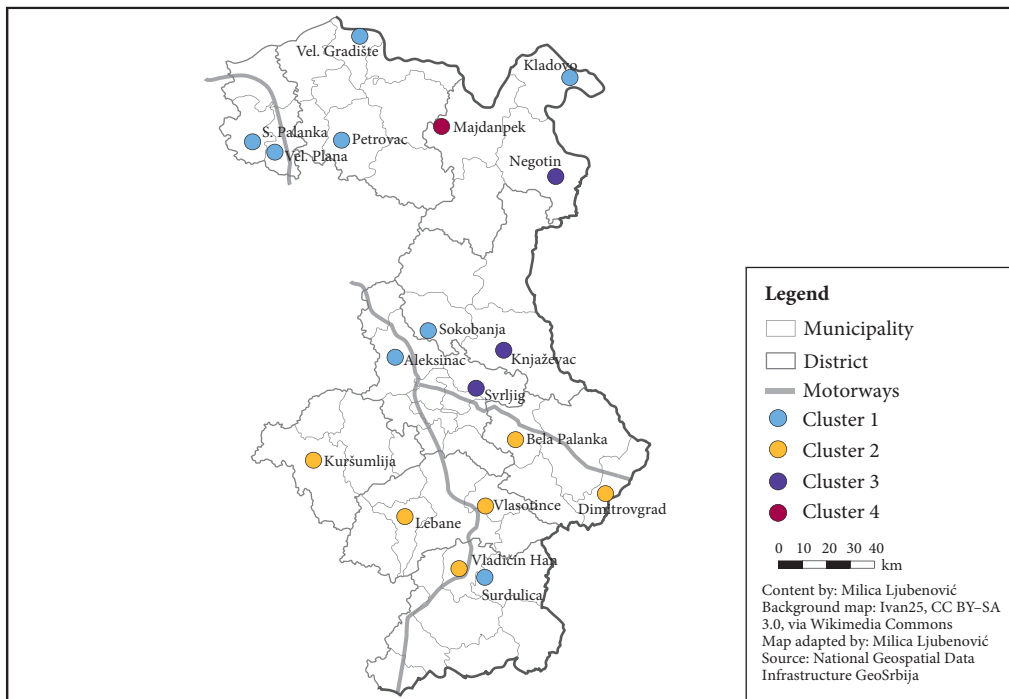 Vel. Gradište
Kladovo
S. Palanka
Vel. Plana
Petrovac
Majdanpek
Negotin
Sokobanja
Aleksinac
Knjaževac
Svrljig
Bela Palanka
Kuršumlija
Lebane
Vlasotince
Dimitrovgrad
Vladičin Han
Surdulica
Legend
Municipality
District
Motorways
Cluster 1
Cluster 2
Cluster 3
Cluster 4
0 10 20 30 40
km
Content by: Milica Ljubenović
Background map: Ivan25, CC BY–SA
3.0, via Wikimedia Commons
Map adapted by: Milica Ljubenović
Source: National Geospatial Data
Infrastructure GeoSrbija